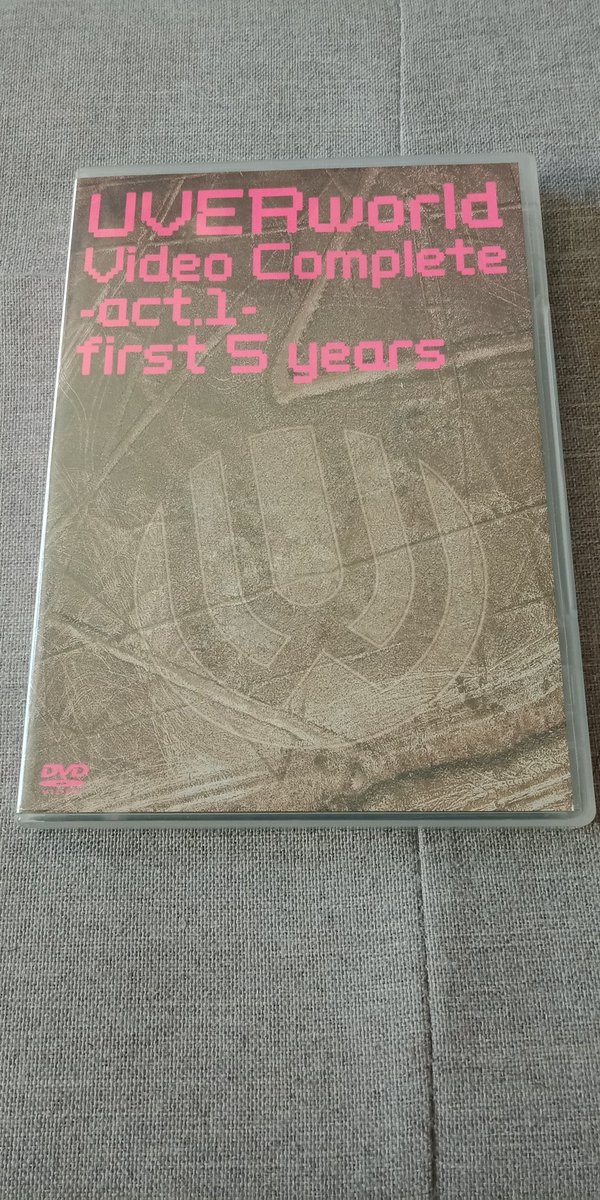 UVERworld
Video Complete
-act.1-
first 5 years
DVD